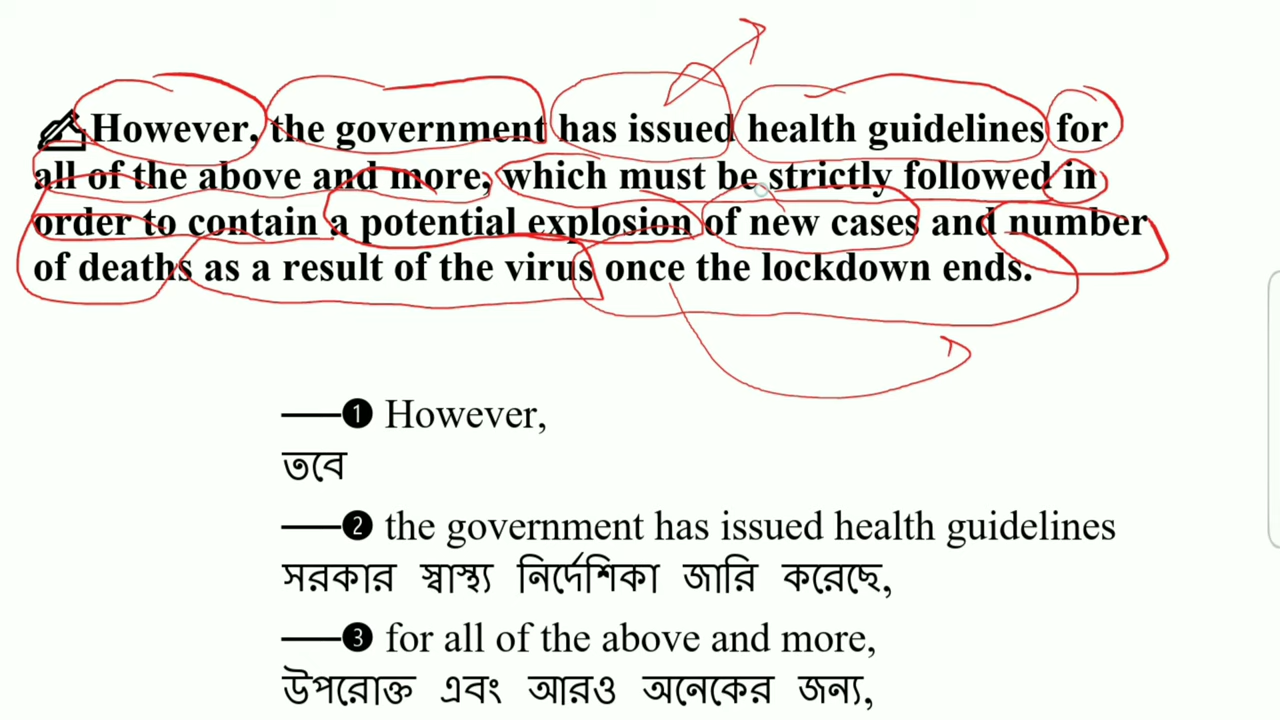 However, the government has issued health guidelines for
all of the above and more, which must be strictly followed in
order to contain a potential explosion of new cases and number
of deaths as a result of the virus once the lockdown ends.
——❶ However,
তবে
——❷ the government has issued health guidelines
সরকার স্বাস্থ্য নির্দেশিকা জারি করেছে,
——❸ for all of the above and more,
উপরোক্ত এবং আরও অনেকের জন্য,